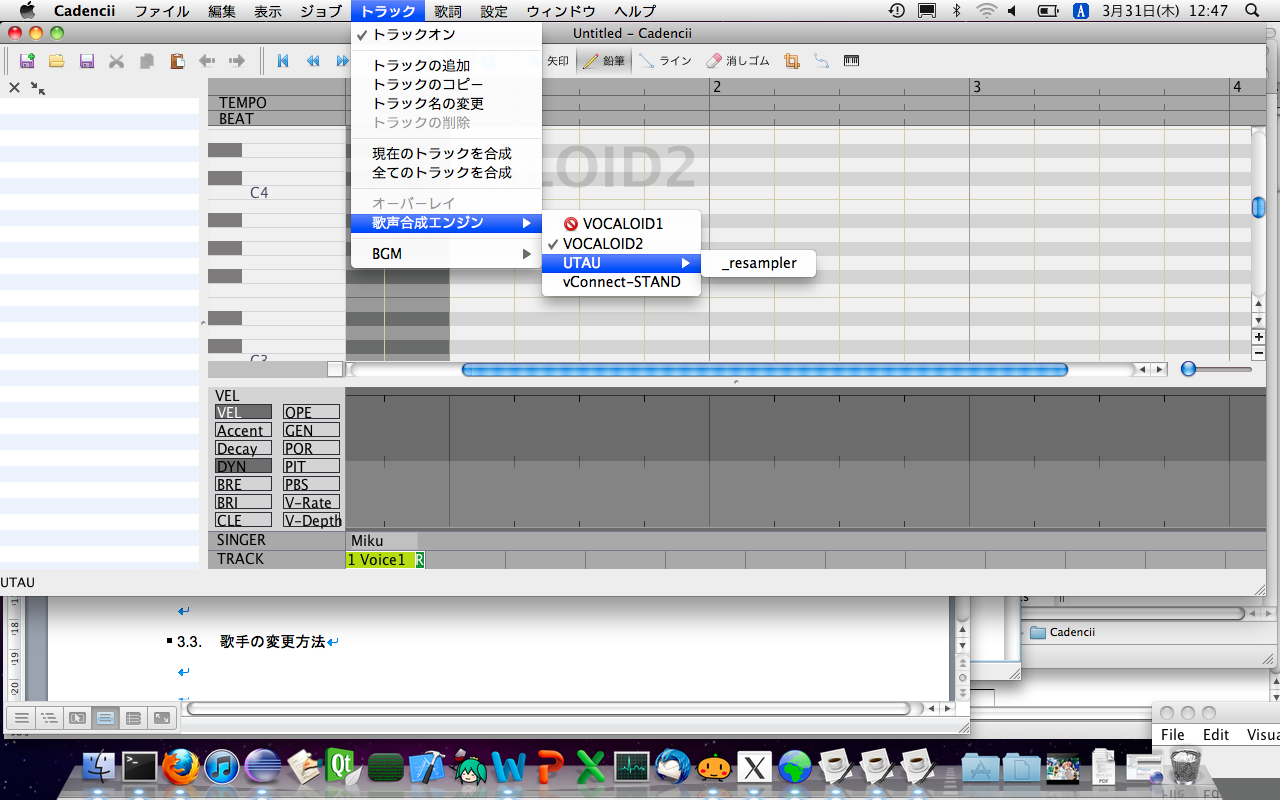 Cadencii ファイル 編集 表示 ジョブ トラック 歌詞 設定 ウィンドウ ヘルプ A 3月31日(木) 12:47
Untitled – Cadencii
矢印 鉛筆 ライン 消しゴム
✓トラックオン
トラックの追加
トラックのコピー
トラック名の変更
トラックの削除
現在のトラックを合成
全てのトラックを合成
オーバーレイ
歌声合成エンジン
BGM
VOCALOID1
✓VOCALOID2
UTAU
vConnect-STAND
_resampler
2 3 4
TEMPO
BEAT
LOID2
C4
C3
VEL
VEL OPE
Accent GEN
Decay POR
DYN PIT
BRE PBS
BRI V-Rate
CLE V-Depth
SINGER Miku
TRACK 1 Voice1 R
UTAU
3.3. 歌手の変更方法
18
19
20
Cadencii
File Edit Visua
Qt
PDF